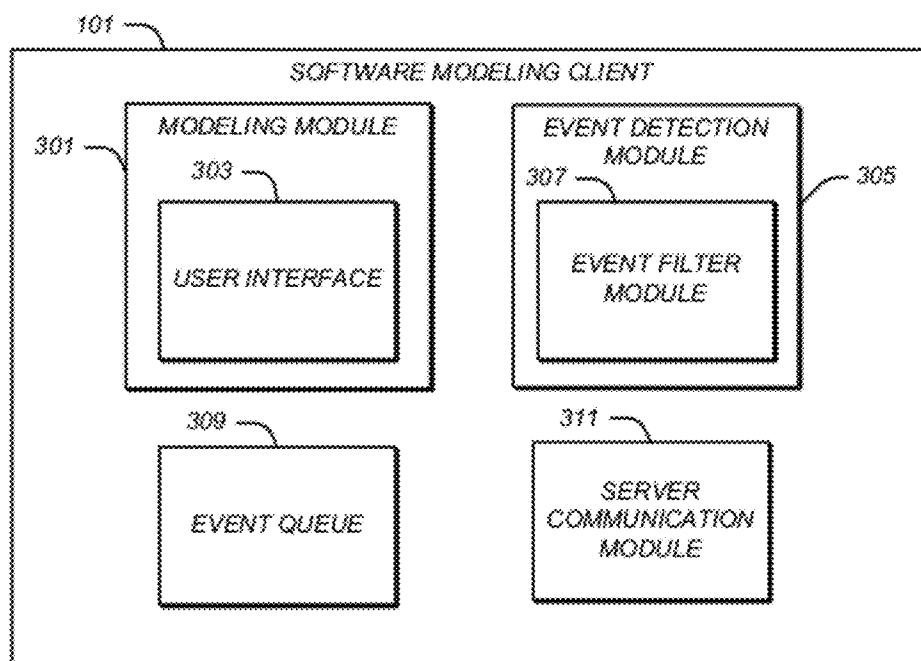 101
SOFTWARE MODELING CLIENT
MODELING MODULE
301
303
USER INTERFACE
EVENT DETECTION
MODULE
307
305
EVENT FILTER
MODULE
309
EVENT QUEUE
311
SERVER
COMMUNICATION
MODULE